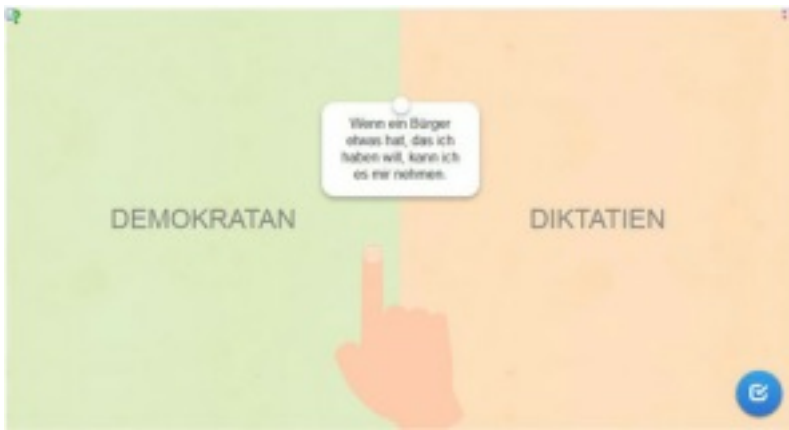 Wenn ein Bürger
etwas hat, das ich
haben will, kann ich
es mir nehmen.
DEMOKRATAN
DIKTATIEN